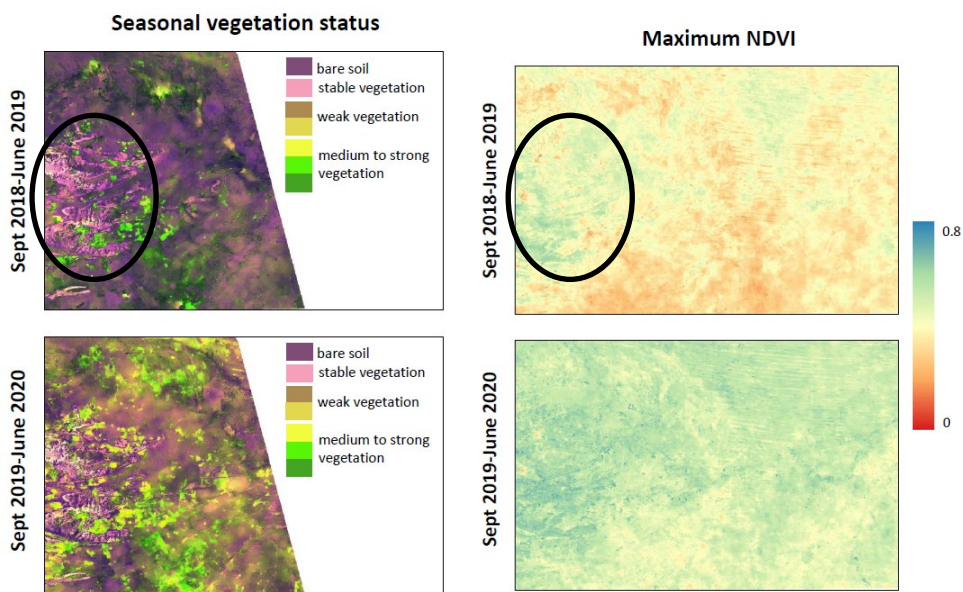 Seasonal vegetation status
Sept 2018-June 2019
bare soil
stable vegetation
weak vegetation
medium to strong
vegetation
Maximum NDVI
Sept 2018-June 2019
0.8
0
Sept 2019-June 2020
bare soil
stable vegetation
weak vegetation
medium to strong
vegetation
Sept 2019-June 2020